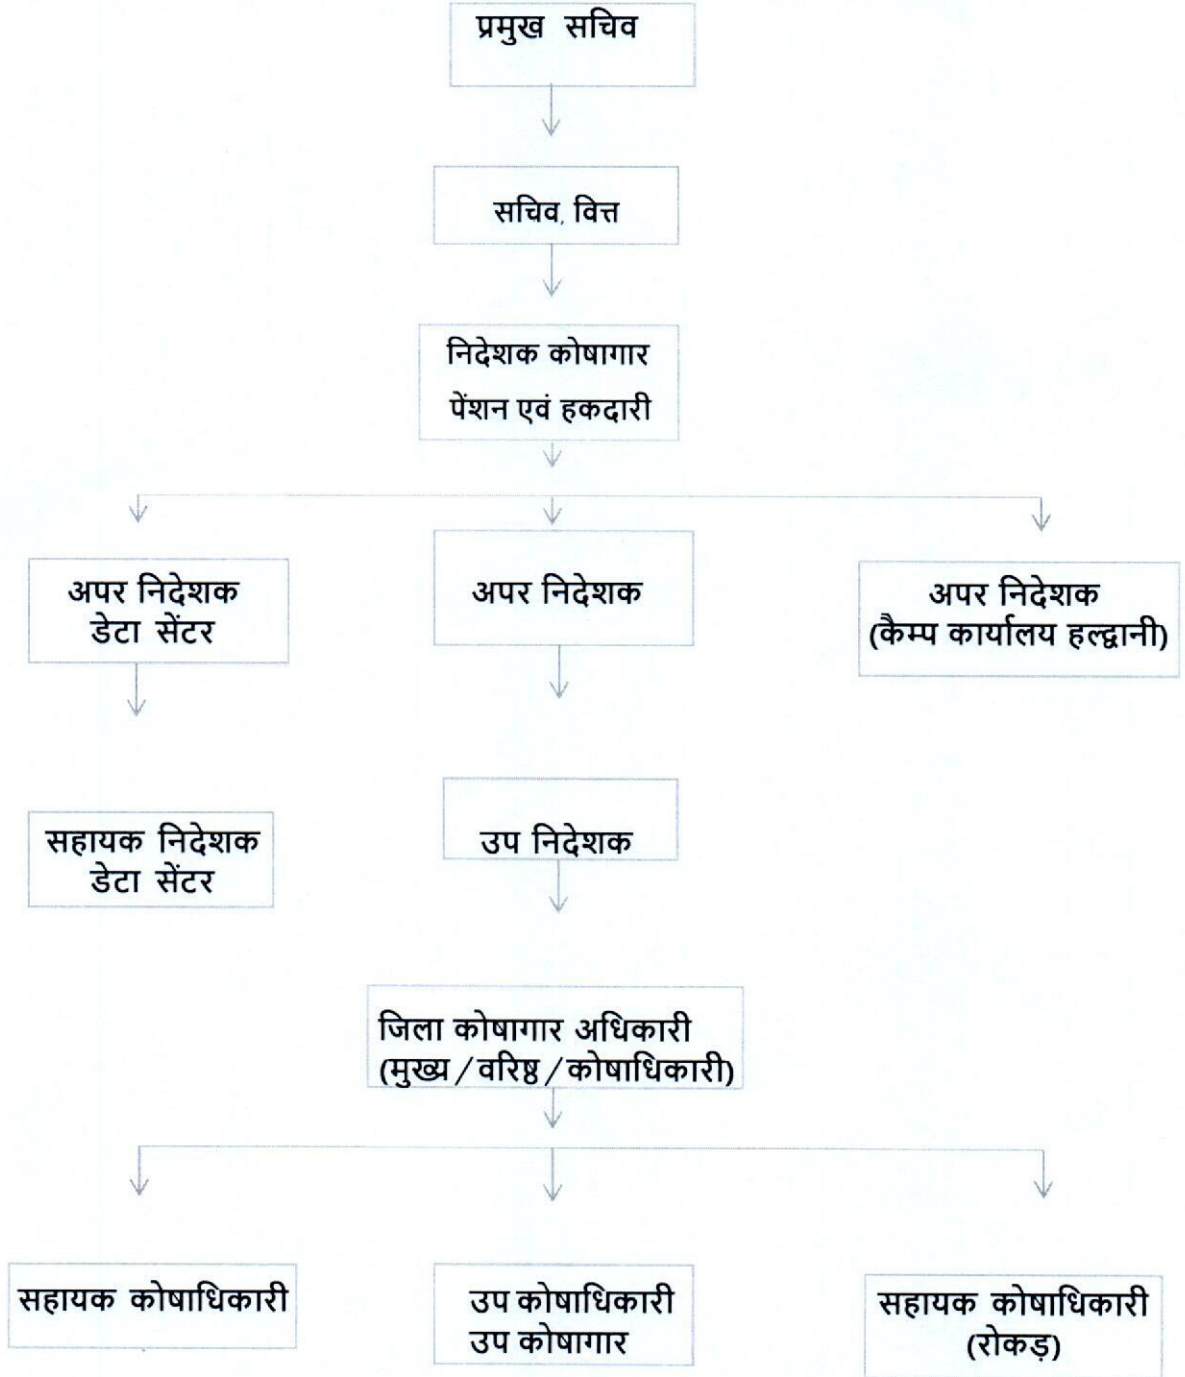 प्रमुख सचिव
सचिव, वित्त
निदेशक कोषागार
पेंशन एवं हकदारी
अपर निदेशक
डेटा सेंटर
अपर निदेशक
अपर निदेशक
(कैम्प कार्यालय हल्द्वानी)
सहायक निदेशक
डेटा सेंटर
उप निदेशक
जिला कोषागार अधिकारी
(मुख्य/वरिष्ठ/कोषाधिकारी)
सहायक कोषाधिकारी
उप कोषाधिकारी
उप कोषागार
सहायक कोषाधिकारी
(रोकड़)